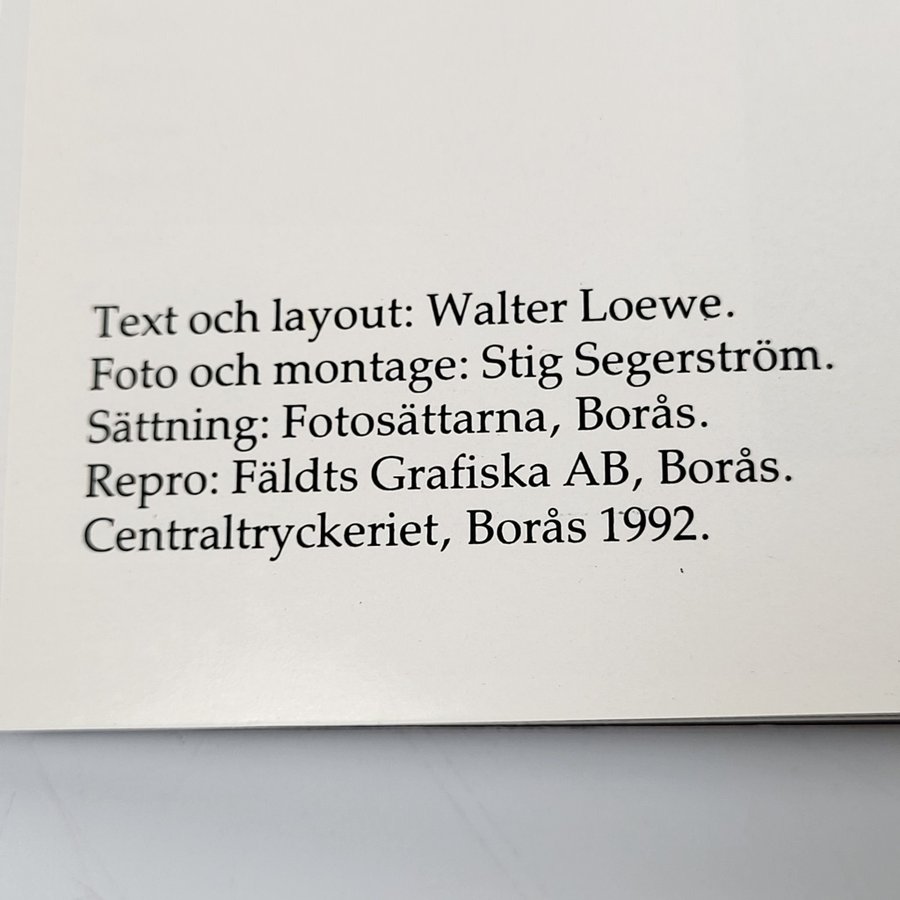 Text och layout: Walter Loewe.
Foto och montage: Stig Segerström.
Sättning: Fotosättarna, Borås.
Repro: Fäldts Grafiska AB, Borås.
Centraltryckeriet, Borås 1992.